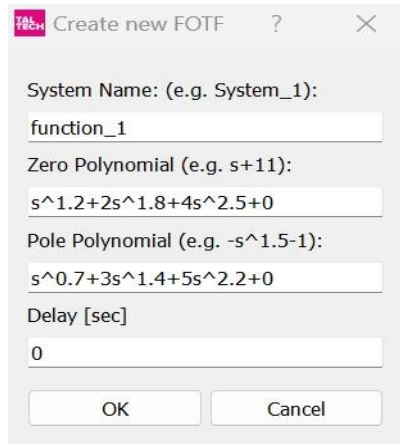 TAL TECH Create new FOTF ? ×
System Name: (e.g. System_1):
function_1
Zero Polynomial (e.g. s+11):
s^1.2+2s^1.8+4s^2.5+0
Pole Polynomial (e.g. -s^1.5-1):
s^0.7+3s^1.4+5s^2.2+0
Delay [sec]
0
OK Cancel